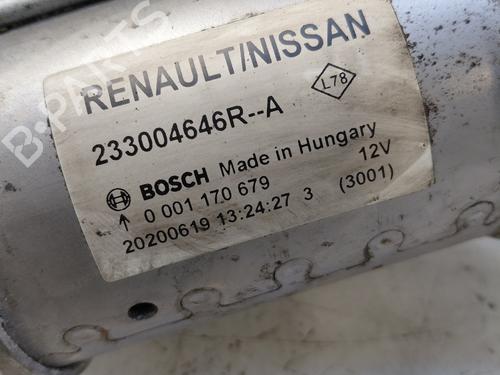 B-PARTS
RENAULT/NISSAN
L78
233004646R--A
BOSCH Made in Hungary
0 001 170 679 12V
20200619 13:24:27 3 (3001)